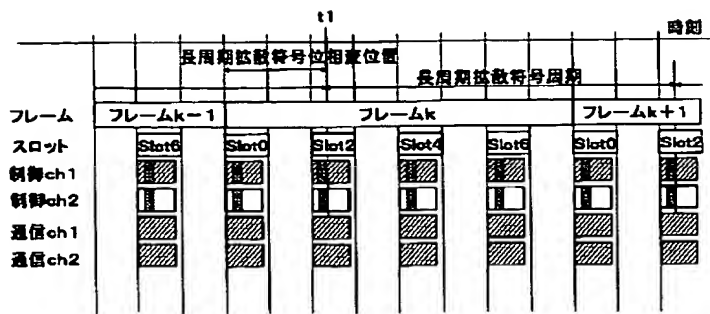 t1
時刻
長周期拡散符号位相差位置
長周期拡散符号周期
フレーム フレームk-1 フレームk フレームk+1
スロット Slot6 Slot0 Slot2 Slot4 Slot6 Slot0 Slot2
制御ch1
制御ch2
通信ch1
通信ch2